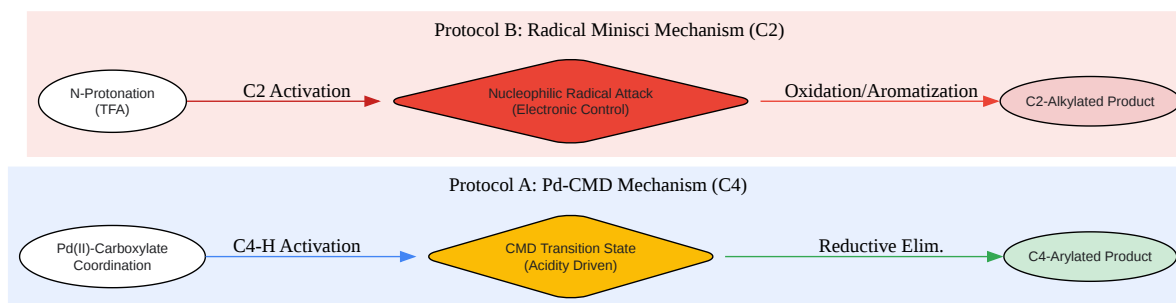 Protocol B: Radical Minisci Mechanism (C2)
N-Protonation
(TFA)
C2 Activation
Nucleophilic Radical Attack
(Electronic Control)
Oxidation/Aromatization
C2-Alkylated Product
Protocol A: Pd-CMD Mechanism (C4)
Pd(II)-Carboxylate
Coordination
C4-H Activation
CMD Transition State
(Acidity Driven)
Reductive Elim.
C4-Arylated Product